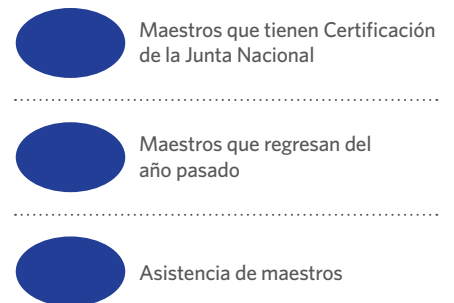 Maestros que tienen Certificación
de la Junta Nacional
Maestros que regresan del
año pasado
Asistencia de maestros